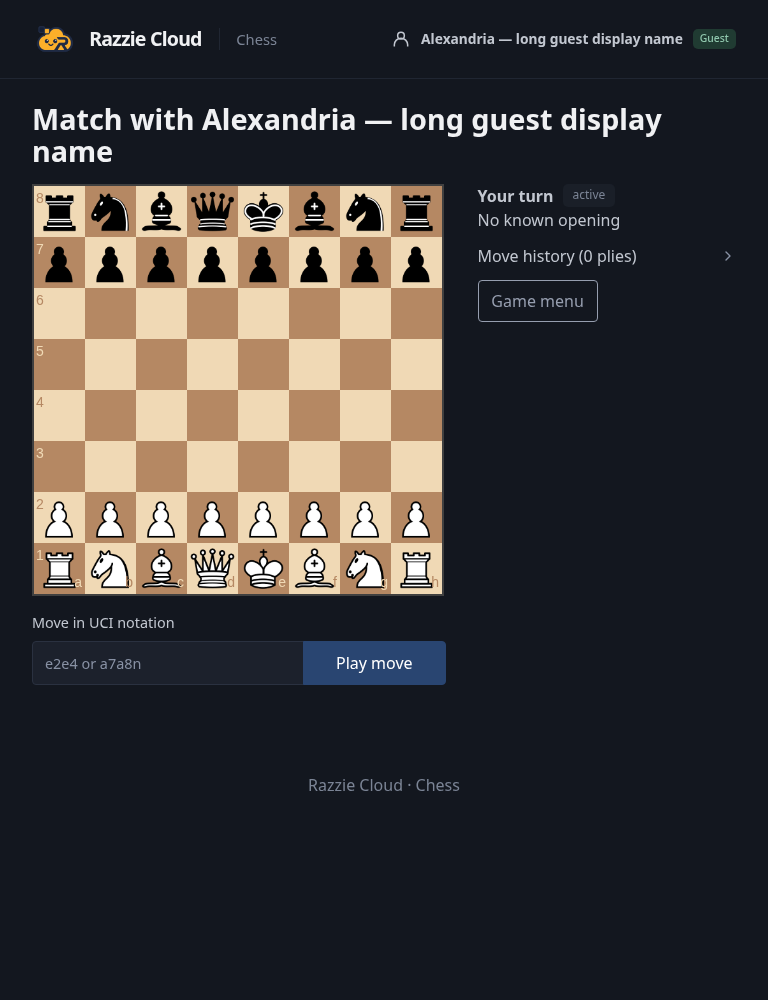 Razzie Cloud
Chess
Alexandria — long guest display name
Guest
Match with Alexandria — long guest display
name
8
7
6
5
4
3
2
1
a
b
c
d
e
f
g
h
Your turn
active
No known opening
Move history (0 plies)
Game menu
Move in UCI notation
e2e4 or a7a8n
Play move
Razzie Cloud · Chess